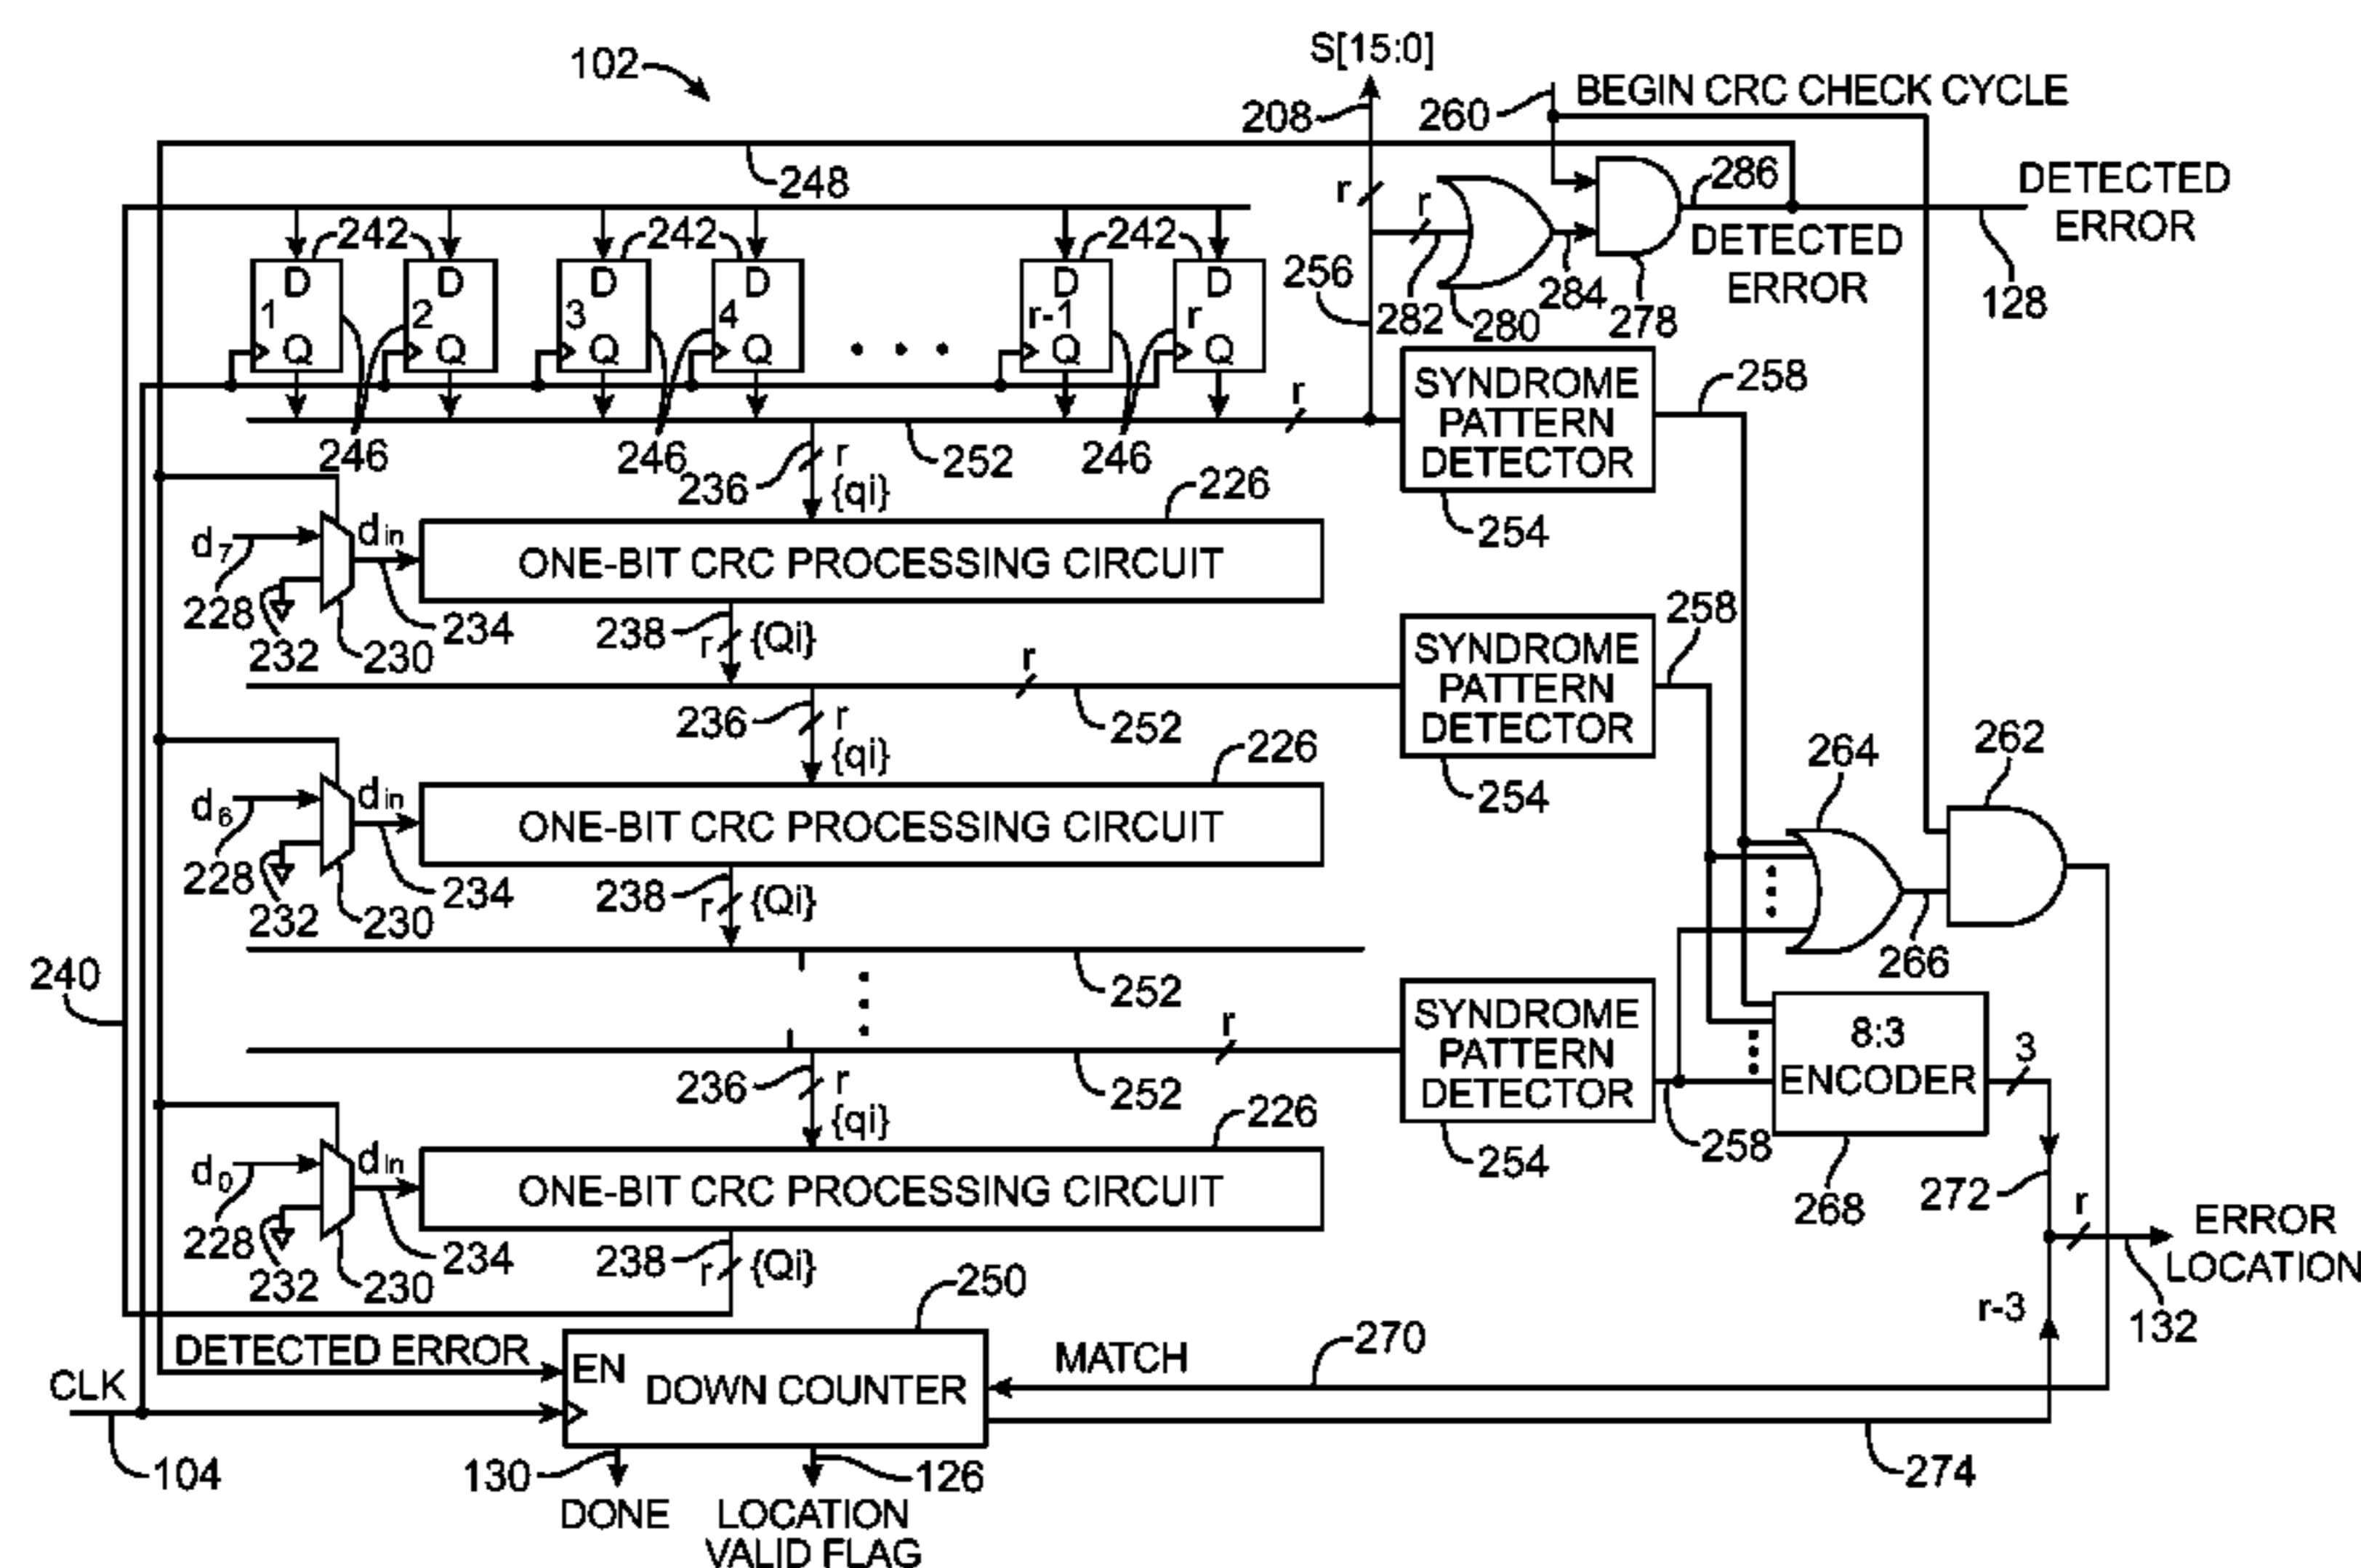 S[15:0]
102
208
260
BEGIN CRC CHECK CYCLE
248
r
r
286
DETECTED
ERROR
DETECTED
ERROR
242
242
242
256
282
280
284
278
128
D
1
Q
D
2
Q
D
3
Q
D
4
Q
D
r-1
Q
D
r
Q
r
SYNDROME
PATTERN
DETECTOR
258
246
246
246
252
236
r
{qi}
226
254
d7
din
ONE-BIT CRC PROCESSING CIRCUIT
228
232
230
234
238
r
{Qi}
r
SYNDROME
PATTERN
DETECTOR
258
236
r
{qi}
252
226
254
264
262
d6
din
ONE-BIT CRC PROCESSING CIRCUIT
228
232
230
234
238
r
{Qi}
266
240
252
r
SYNDROME
PATTERN
DETECTOR
8:3
ENCODER
3
236
r
{qi}
252
226
254
258
268
272
d0
din
ONE-BIT CRC PROCESSING CIRCUIT
r
ERROR
LOCATION
228
232
230
234
238
r
{Qi}
250
r-3
132
DETECTED ERROR
EN
DOWN COUNTER
MATCH
270
CLK
104
130
126
274
DONE
LOCATION
VALID FLAG